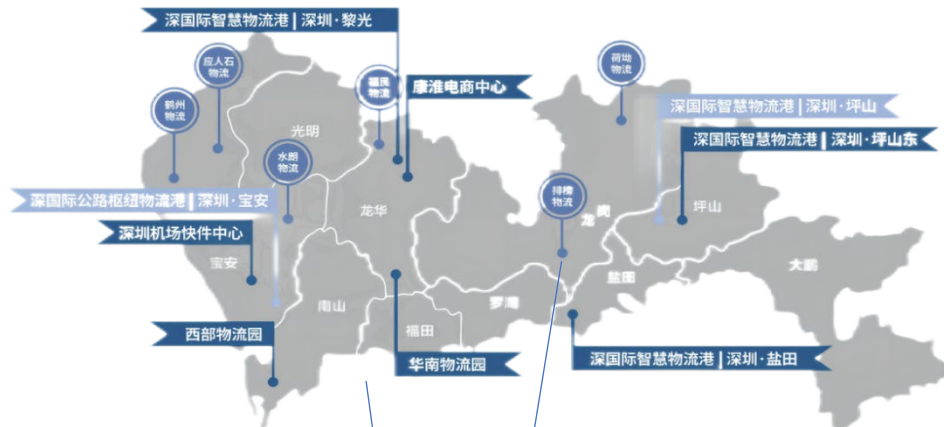 深国际智慧物流港 | 深圳·黎光
应人石
物流
福民
物流
荷坳
物流
康淮电商中心
鹤州
物流
深国际智慧物流港 | 深圳·坪山
光明
深国际智慧物流港 | 深圳·坪山东
水朗
物流
排榜
物流
深国际公路枢纽物流港 | 深圳·宝安
龙华
龙岗
坪山
深圳机场快件中心
宝安
大鹏
盐田
南山
罗湖
西部物流园
福田
华南物流园
深国际智慧物流港 | 深圳·盐田